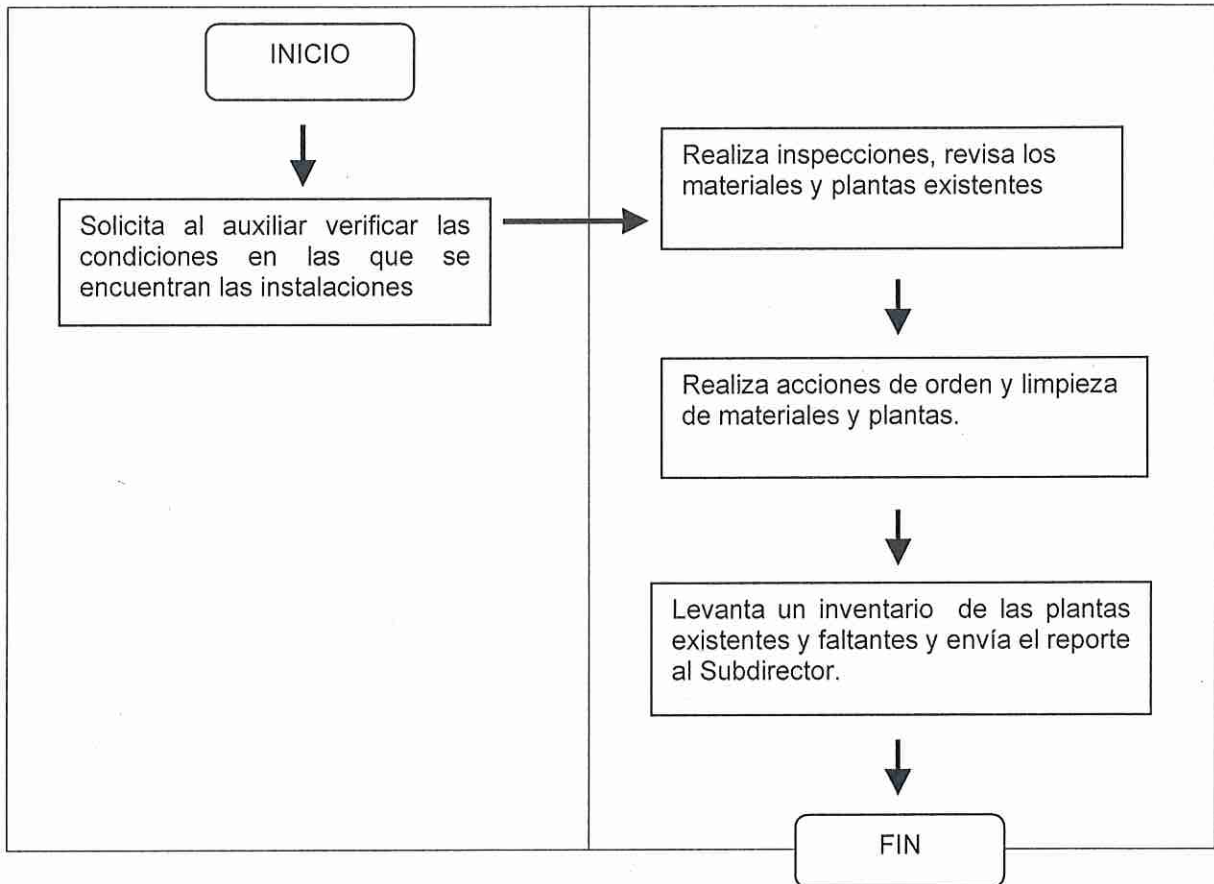 INICIO
Solicita al auxiliar verificar las
condiciones en las que se
encuentran las instalaciones
Realiza inspecciones, revisa los
materiales y plantas existentes
Realiza acciones de orden y limpieza
de materiales y plantas.
Levanta un inventario de las plantas
existentes y faltantes y envía el reporte
al Subdirector.
FIN